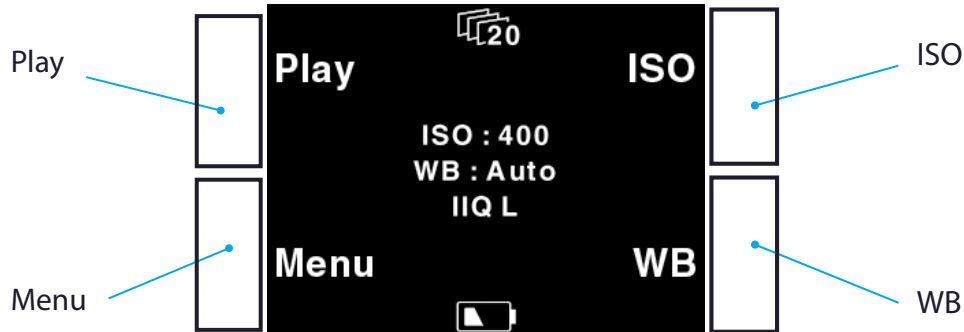 20
Play Play ISO ISO
ISO : 400
WB : Auto
IIQ L
Menu WB
Menu WB